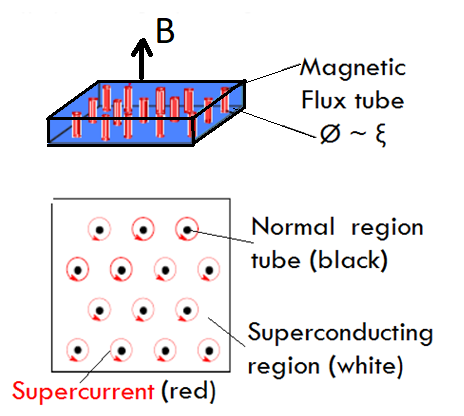 B
Magnetic
Flux tube
Ø ~ ξ
Normal region
tube (black)
Superconducting
region (white)
Supercurrent (red)